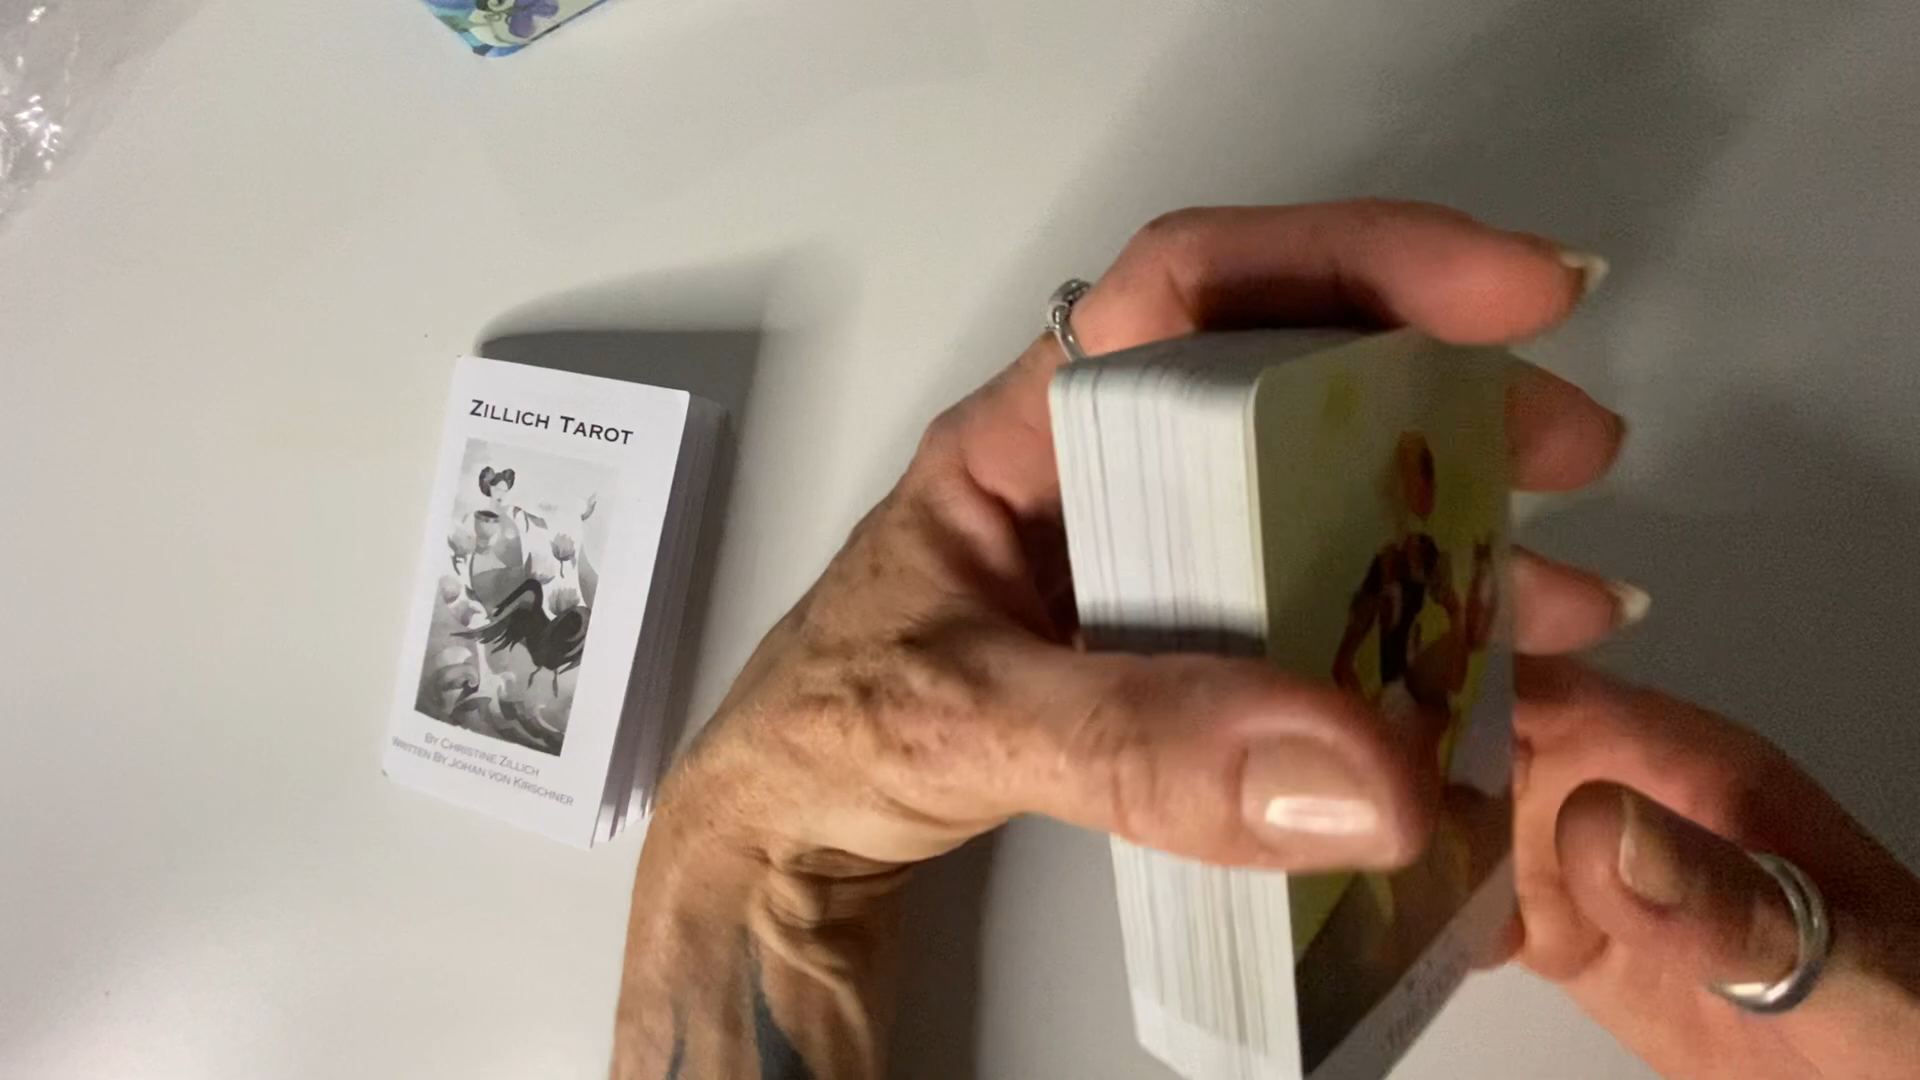 ZILLICH TAROT
BY CHRISTINE ZILLICH
WRITTEN BY JOHAN VON KIRSCHNER